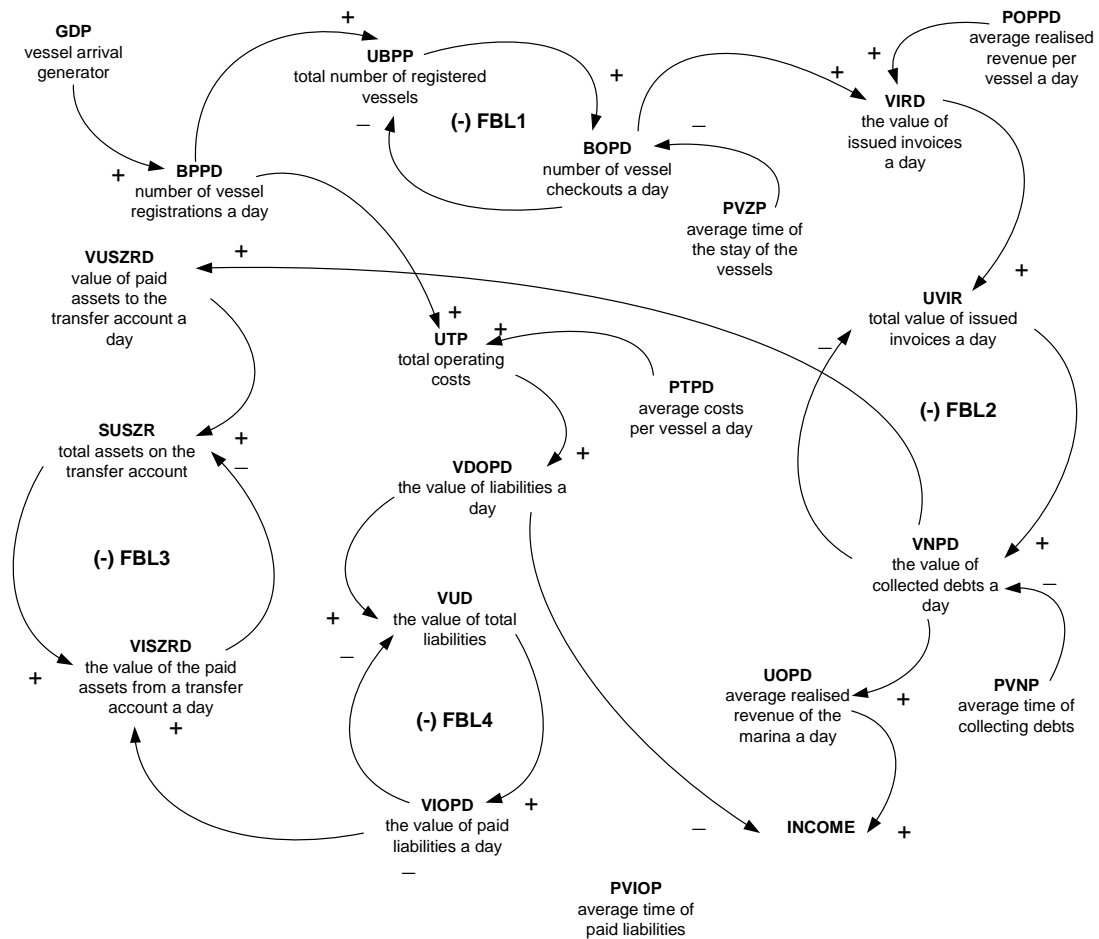 GDP
vessel arrival
generator
+
UBPP
total number of registered
vessels
+
(-) FBL1
–
POPPD
average realised
revenue per
vessel a day
+
+
VIRD
the value of
issued invoices
a day
–
BOPD
number of vessel
checkouts a day
+
BPPD
number of vessel
registrations a day
PVZP
average time of
the stay of the
vessels
+
VUSZRD
value of paid
assets to the
transfer account a
day
+
UVIR
total value of issued
invoices a day
–
+
+
UTP
total operating
costs
PTPD
average costs
per vessel a day
(-) FBL2
SUSZR
total assets on the
transfer account
+
–
+
VDOPD
the value of liabilities a
day
(-) FBL3
VNPD
the value of
collected debts a
day
+
–
VUD
the value of total
liabilities
+
–
VISZRD
the value of the paid
assets from a transfer
account a day
+
+
(-) FBL4
UOPD
average realised
revenue of the
marina a day
+
PVNP
average time of
collecting debts
VIOPD
the value of paid
liabilities a day
+
–
–
INCOME
+
PVIOP
average time of
paid liabilities